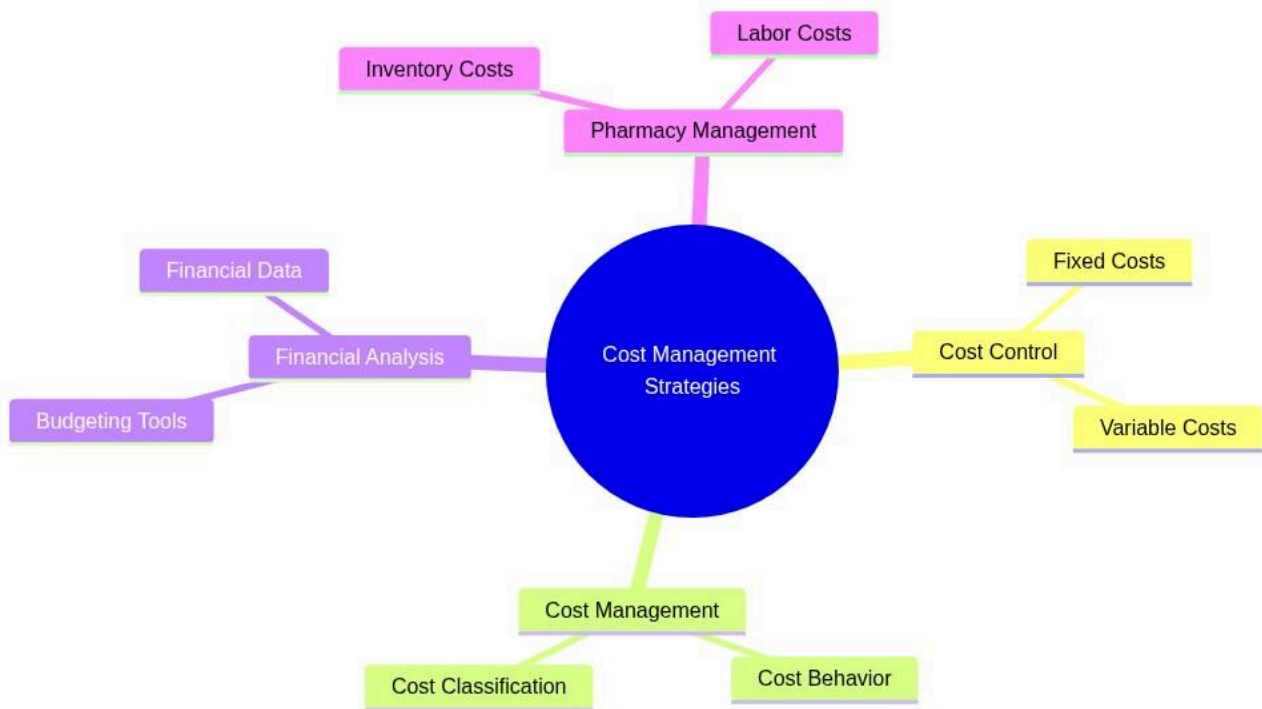 Labor Costs
Inventory Costs
Pharmacy Management
Financial Data
Fixed Costs
Financial Analysis
Cost Management
Strategies
Cost Control
Budgeting Tools
Variable Costs
Cost Management
Cost Classification
Cost Behavior